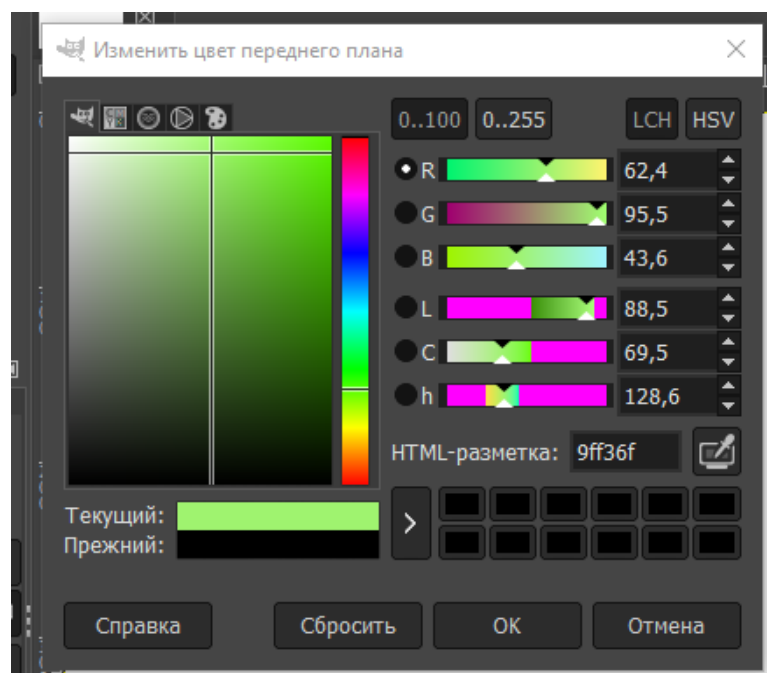 Изменить цвет переднего плана
0..100 0..255 LCH HSV
R 62,4
G 95,5
B 43,6
L 88,5
C 69,5
h 128,6
HTML-разметка: 9ff36f
Текущий:
Прежний:
Справка Сбросить ОК Отмена